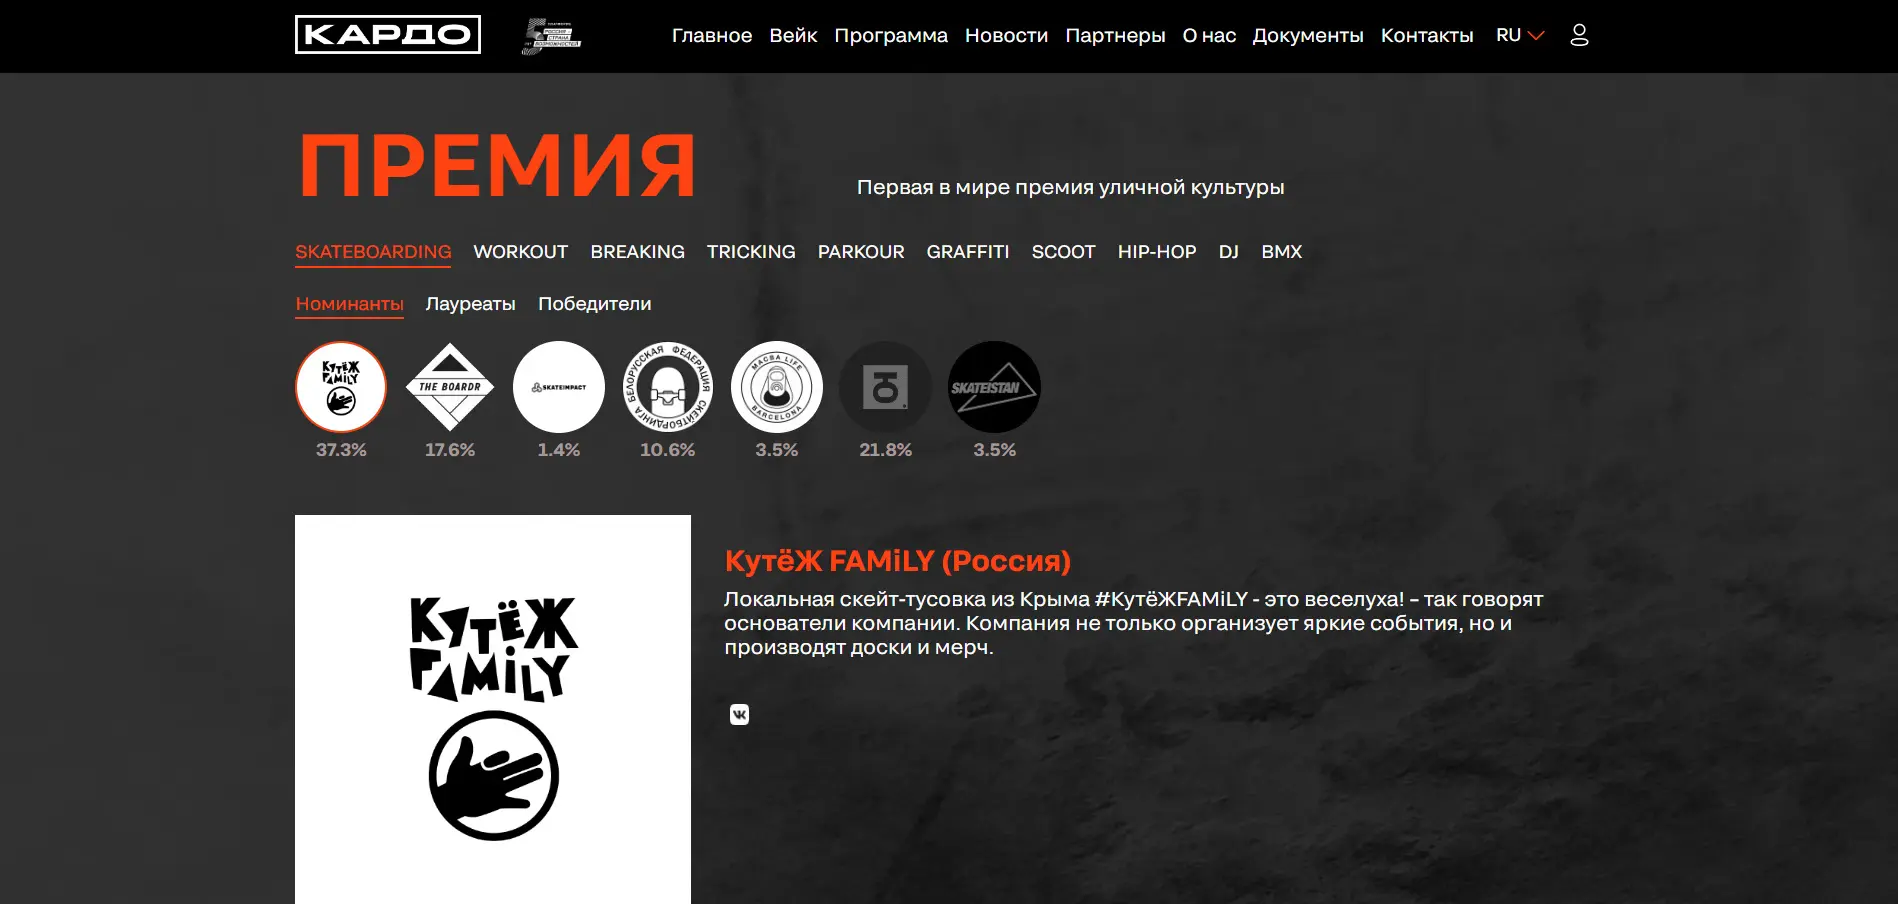 КАРДО
РОССИЯ –
СТРАНА
ВОЗМОЖНОСТЕЙ
Главное Вейк Программа Новости Партнеры О нас Документы Контакты RU
ПРЕМИЯ
Первая в мире премия уличной культуры
SKATEBOARDING WORKOUT BREAKING TRICKING PARKOUR GRAFFITI SCOOT HIP-HOP DJ BMX
Номинанты Лауреаты Победители
КУТЁЖ
FAMiLY
THE BOARDR
SKATEIMPACT
БЕЛОРУССКАЯ ФЕДЕРАЦИЯ СКЕЙТБОРДИНГА
MACBA LIFE
BARCELONA
SKATEISTAN
37.3% 17.6% 1.4% 10.6% 3.5% 21.8% 3.5%
КутёЖ FAMiLY (Россия)
Локальная скейт-тусовка из Крыма #КутёЖFAMiLY - это веселуха! – так говорят
основатели компании. Компания не только организует яркие события, но и
производят доски и мерч.
КУТЁЖ
FAMiLY